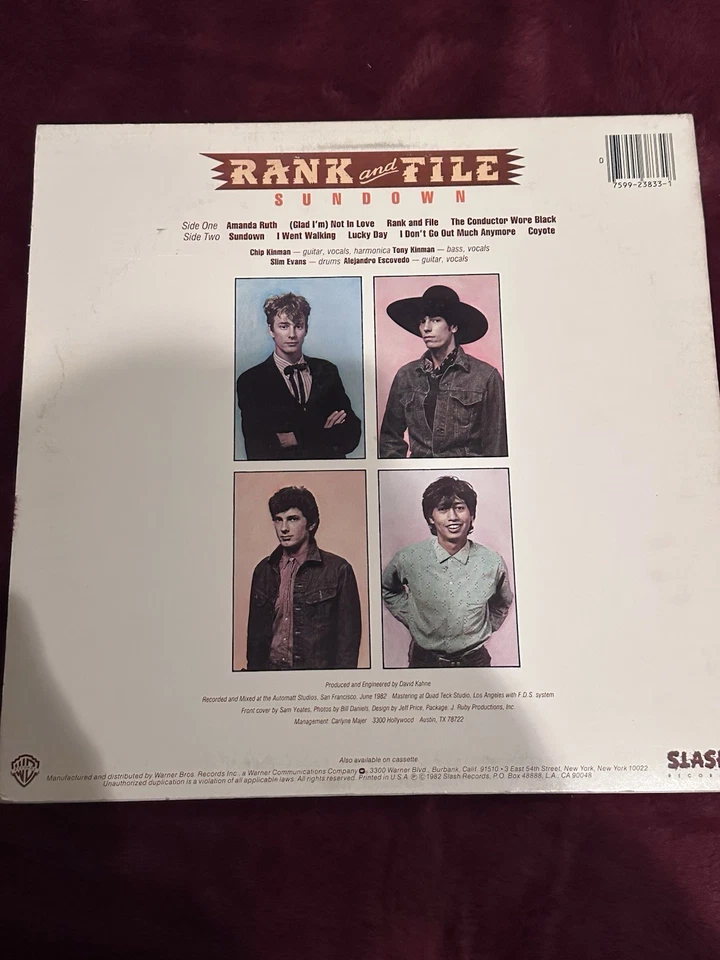 RANK and FILE
SUNDOWN
D
7599-23833-1
Side One Amanda Ruth (Glad I'm) Not In Love Rank and File The Conductor Wore Black
Side Two Sundown I Went Walking Lucky Day I Don't Go Out Much Anymore Coyote
Chip Kinman — guitar, vocals, harmonica Tony Kinman — bass, vocals
Slim Evans — drums Alejandro Escovedo — guitar, vocals
Produced and Engineered by David Kahne
Recorded and Mixed at the Automatt Studios, San Francisco, June 1982 Mastering at Quad Teck Studio, Los Angeles with F.D.S. system
Front cover by Sam Yeates, Photos by Bill Daniels, Design by Jeff Price, Package: J. Ruby Productions, Inc.
Management: Carlyne Majer 3300 Hollywood Austin, TX 78722
Also available on cassette
Manufactured and distributed by Warner Bros. Records Inc., a Warner Communications Company, 3300 Warner Blvd., Burbank, Calif. 91510 • 3 East 54th Street, New York, New York 10022
Unauthorized duplication is a violation of all applicable laws. All rights reserved. Printed in U.S.A. ℗ © 1982 Slash Records, P.O. Box 48888, L.A., CA 90048
WB
SLAS
RECOR